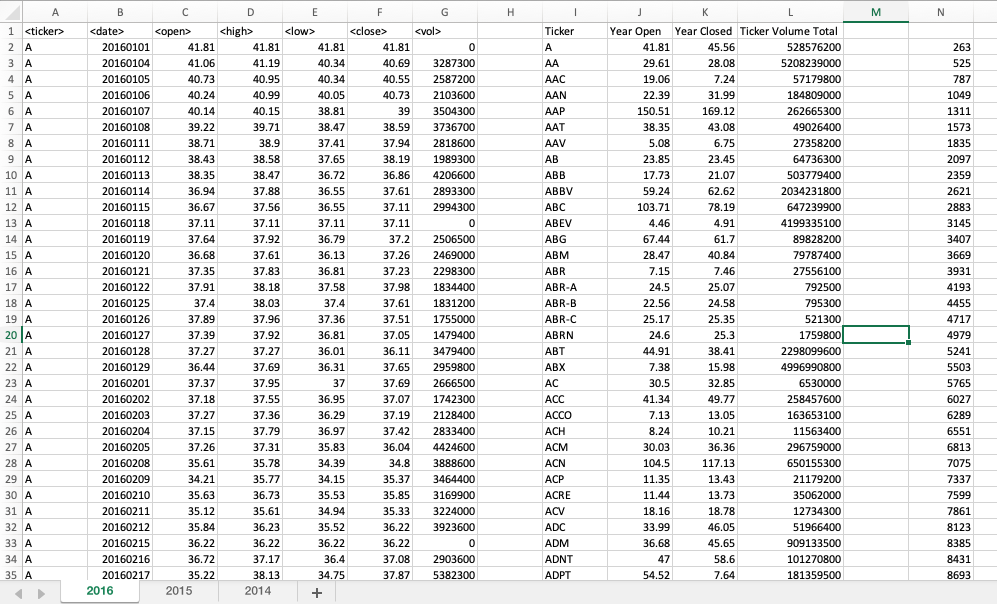 A B C D E F G H I J K L M N
1 <ticker> <date> <open> <high> <low> <close> <vol> Ticker Year Open Year Closed Ticker Volume Total
2 A 20160101 41.81 41.81 41.81 41.81 0 A 41.81 45.56 528576200 263
3 A 20160104 41.06 41.19 40.34 40.69 3287300 AA 29.61 28.08 5208239000 525
4 A 20160105 40.73 40.95 40.34 40.55 2587200 AAC 19.06 7.24 57179800 787
5 A 20160106 40.24 40.99 40.05 40.73 2103600 AAN 22.39 31.99 184809000 1049
6 A 20160107 40.14 40.15 38.81 39 3504300 AAP 150.51 169.12 262665300 1311
7 A 20160108 39.22 39.71 38.47 38.59 3736700 AAT 38.35 43.08 49026400 1573
8 A 20160111 38.71 38.9 37.41 37.94 2818600 AAV 5.08 6.75 27358200 1835
9 A 20160112 38.43 38.58 37.65 38.19 1989300 AB 23.85 23.45 64736300 2097
10 A 20160113 38.35 38.47 36.72 36.86 4206600 ABB 17.73 21.07 503779400 2359
11 A 20160114 36.94 37.88 36.55 37.61 2893300 ABBV 59.24 62.62 2034231800 2621
12 A 20160115 36.67 37.56 36.55 37.11 2994300 ABC 103.71 78.19 647239900 2883
13 A 20160118 37.11 37.11 37.11 37.11 0 ABEV 4.46 4.91 4199335100 3145
14 A 20160119 37.64 37.92 36.79 37.2 2506500 ABG 67.44 61.7 89828200 3407
15 A 20160120 36.68 37.61 36.13 37.26 2469000 ABM 28.47 40.84 79787400 3669
16 A 20160121 37.35 37.83 36.81 37.23 2298300 ABR 7.15 7.46 27556100 3931
17 A 20160122 37.91 38.18 37.58 37.98 1834400 ABR-A 24.5 25.07 792500 4193
18 A 20160125 37.4 38.03 37.4 37.61 1831200 ABR-B 22.56 24.58 795300 4455
19 A 20160126 37.89 37.96 37.36 37.51 1755000 ABR-C 25.17 25.35 521300 4717
20 A 20160127 37.39 37.92 36.81 37.05 1479400 ABRN 24.6 25.3 1759800 4979
21 A 20160128 37.27 37.27 36.01 36.11 3479400 ABT 44.91 38.41 2298099600 5241
22 A 20160129 36.44 37.69 36.31 37.65 2959800 ABX 7.38 15.98 4996990800 5503
23 A 20160201 37.37 37.95 37 37.69 2666500 AC 30.5 32.85 6530000 5765
24 A 20160202 37.18 37.55 36.95 37.07 1742300 ACC 41.34 49.77 258457600 6027
25 A 20160203 37.27 37.36 36.29 37.19 2128400 ACCO 7.13 13.05 163653100 6289
26 A 20160204 37.15 37.79 36.97 37.42 2833400 ACH 8.24 10.21 11563400 6551
27 A 20160205 37.26 37.31 35.83 36.04 4424600 ACM 30.03 36.36 296759000 6813
28 A 20160208 35.61 35.78 34.39 34.8 3888600 ACN 104.5 117.13 650155300 7075
29 A 20160209 34.21 35.77 34.15 35.37 3464400 ACP 11.35 13.43 21179200 7337
30 A 20160210 35.63 36.73 35.53 35.85 3169900 ACRE 11.44 13.73 35062000 7599
31 A 20160211 35.12 35.61 34.94 35.33 3224000 ACV 18.16 18.78 12734300 7861
32 A 20160212 35.84 36.23 35.52 36.22 3923600 ADC 33.99 46.05 51966400 8123
33 A 20160215 36.22 36.22 36.22 36.22 0 ADM 36.68 45.65 909133500 8385
34 A 20160216 36.72 37.17 36.4 37.08 2903600 ADNT 47 58.6 101270800 8431
35 A 20160217 35.22 38.13 34.75 37.87 5382300 ADPT 54.52 7.64 181359500 8693
2016 2015 2014 +